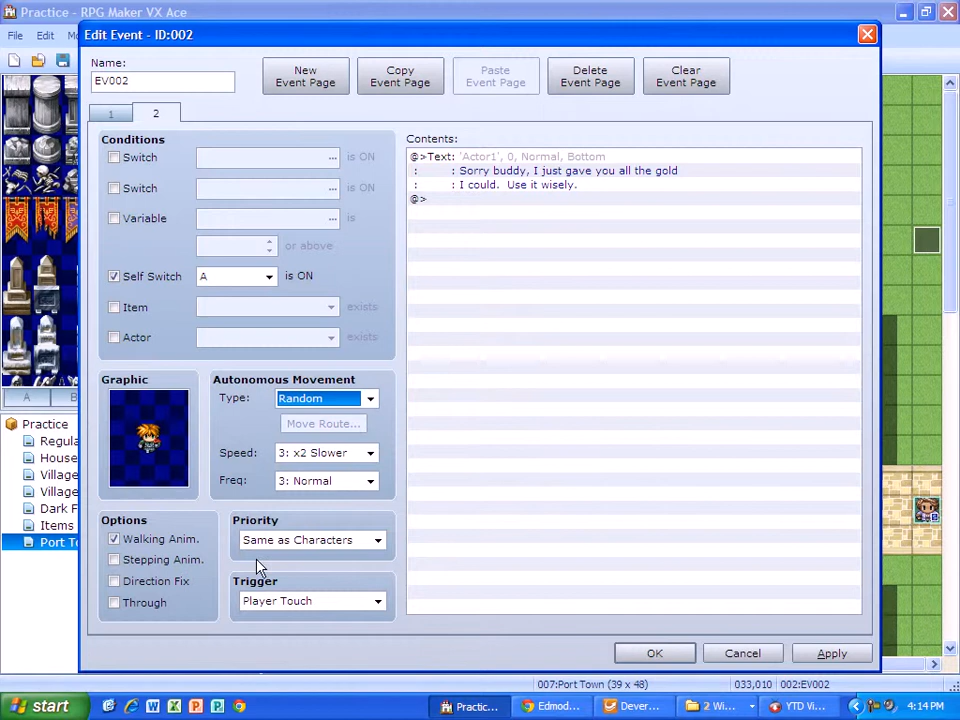 Practice - RPG Maker VX Ace
File Edit
Edit Event - ID:002
Name:
EV002
New
Event Page
Copy
Event Page
Paste
Event Page
Delete
Event Page
Clear
Event Page
1 2
Conditions
Switch ... is ON
Switch ... is ON
Variable ... is
or above
Self Switch A is ON
Item exists
Actor exists
Contents:
@>Text: 'Actor1', 0, Normal, Bottom
: : Sorry buddy, I just gave you all the gold
: : I could. Use it wisely.
@>
Graphic
Autonomous Movement
Type: Random
Move Route...
Speed: 3: x2 Slower
Freq: 3: Normal
Options
Walking Anim.
Stepping Anim.
Direction Fix
Through
Priority
Same as Characters
Trigger
Player Touch
OK Cancel Apply
A B
Practice
Regula
House
Village
Village
Dark F
Items
Port To
007:Port Town (39 x 48) 033,010 002:EV002
start
Practic...
Edmod...
Dever...
2 Wi...
YTD Vi...
4:14 PM